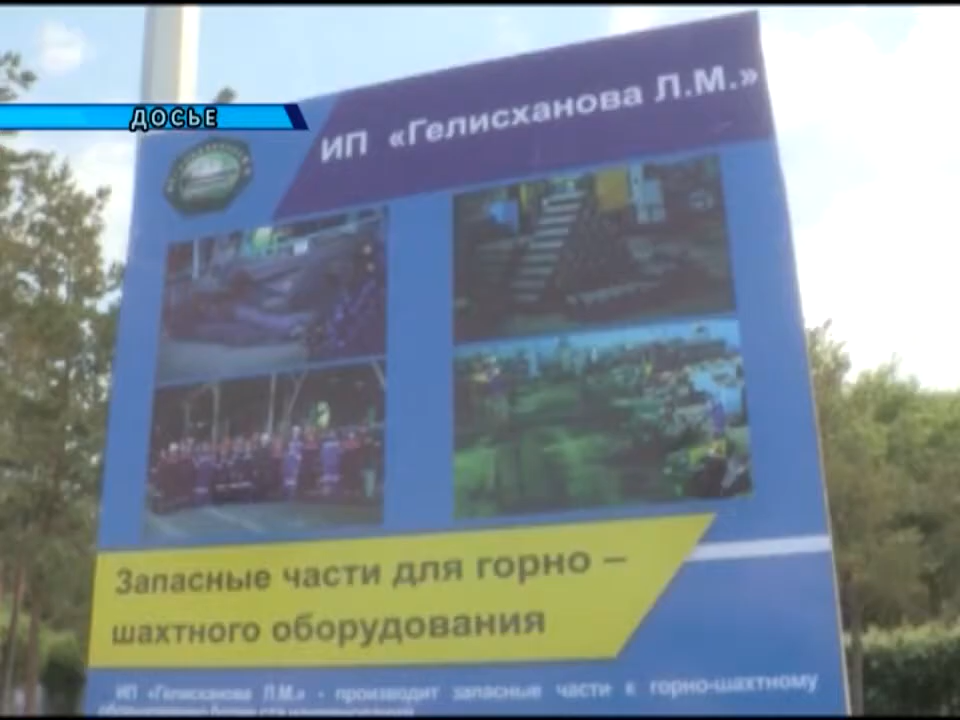 ДОСЬЕ
ИП «Гелисханова Л.М.»
Запасные части для горно –
шахтного оборудования
ИП «Гелисханова Л.М.» - производит запасные части к горно-шахтному